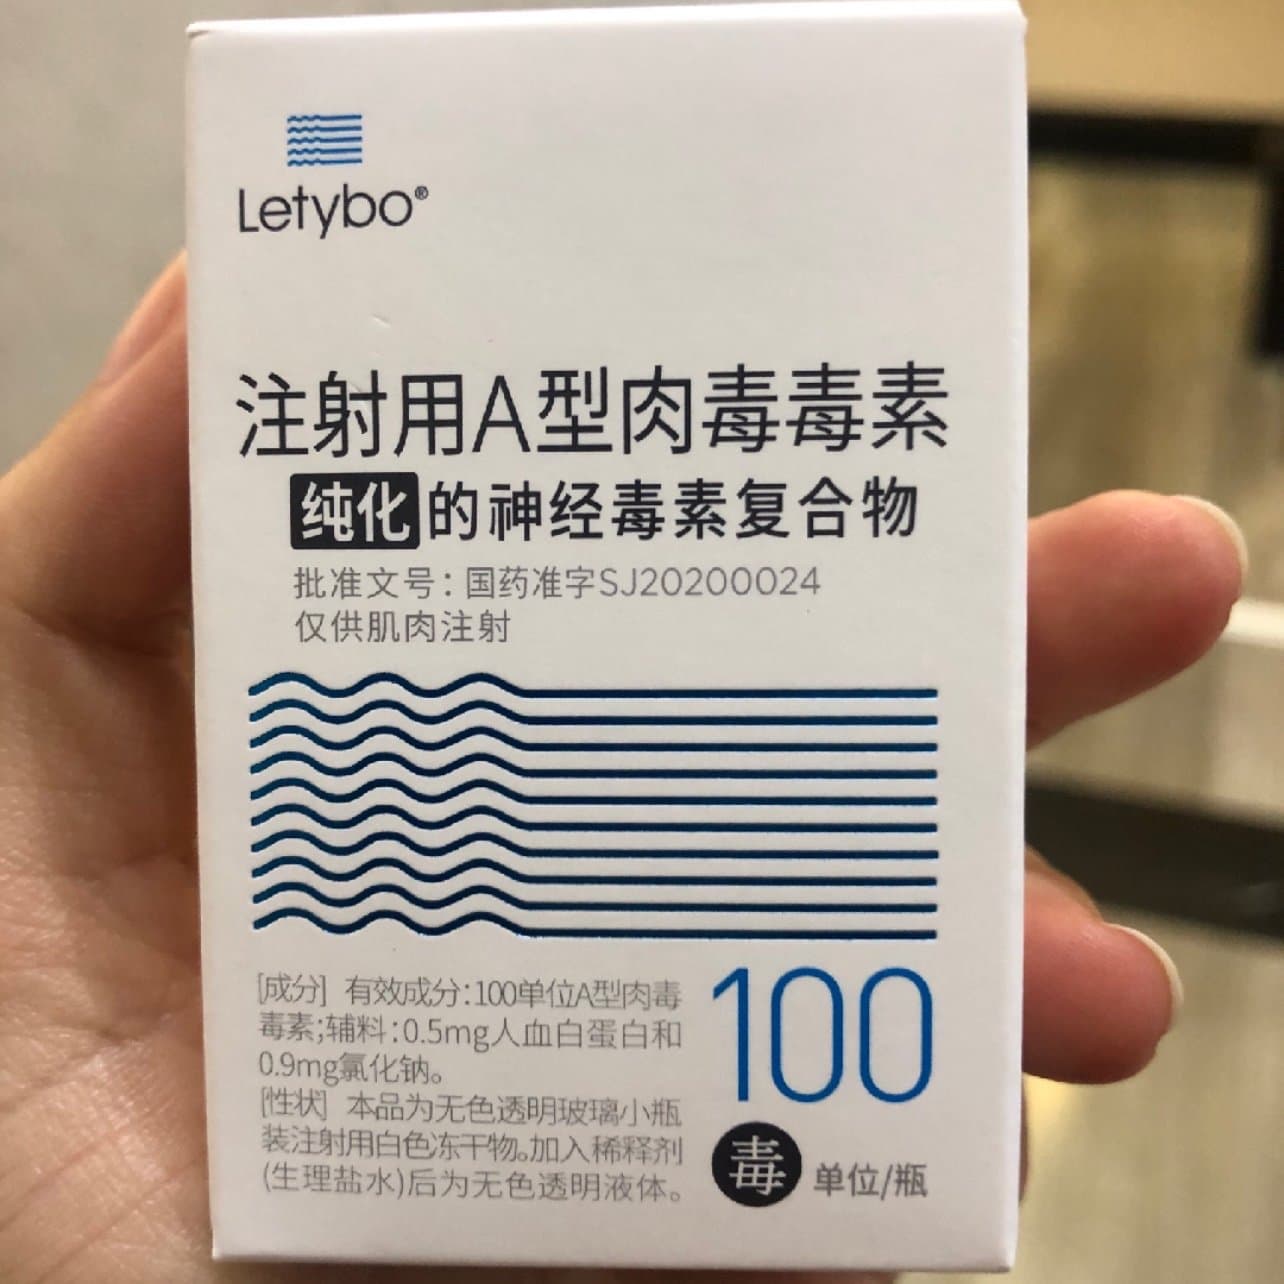 Letybo®
注射用A型肉毒毒素
纯化的神经毒素复合物
批准文号：国药准字SJ20200024
仅供肌肉注射
[成分] 有效成分：100单位A型肉毒
毒素；辅料：0.5mg人血白蛋白和
0.9mg氯化钠。
[性状] 本品为无色透明玻璃小瓶
装注射用白色冻干物。加入稀释剂
(生理盐水)后为无色透明液体。
100
毒 单位/瓶